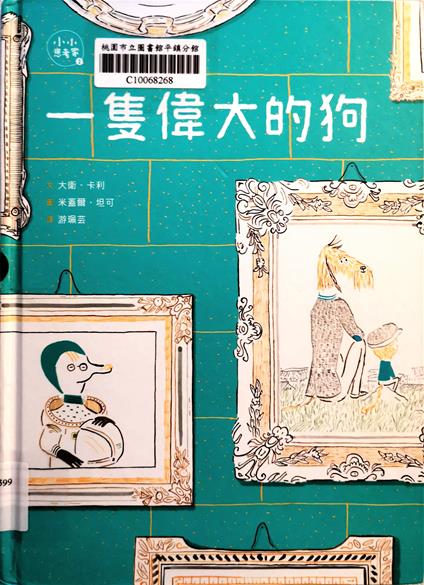 小小
思考家
2
桃園市立圖書館平鎮分館
C10068268
一隻偉大的狗
文 大衛・卡利
圖 米蓋爾・坦可
譯 游珮芸
399